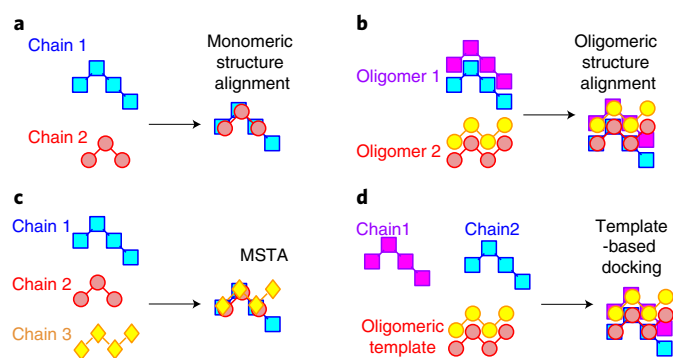 a
Chain 1
Chain 2
Monomeric
structure
alignment
b
Oligomer 1
Oligomer 2
Oligomeric
structure
alignment
c
Chain 1
Chain 2
Chain 3
MSTA
d
Chain1
Chain2
Oligomeric
template
Template
-based
docking